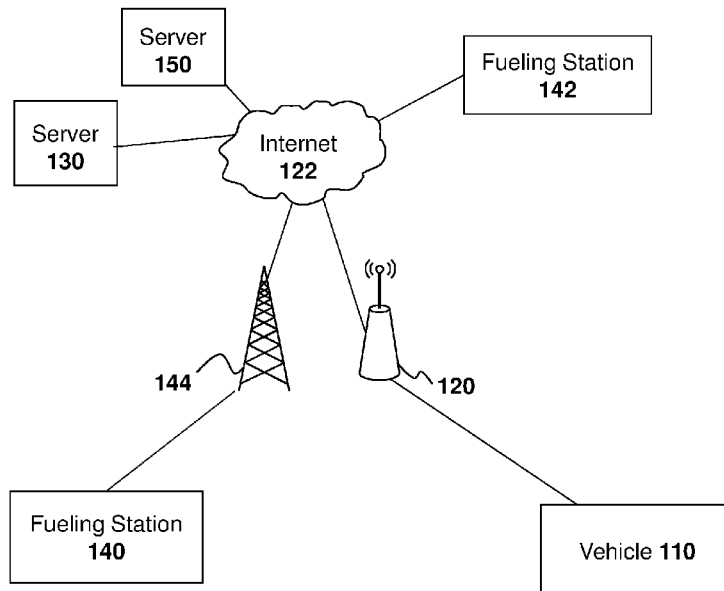 Server
150
Fueling Station
142
Server
130
Internet
122
144
120
Fueling Station
140
Vehicle 110